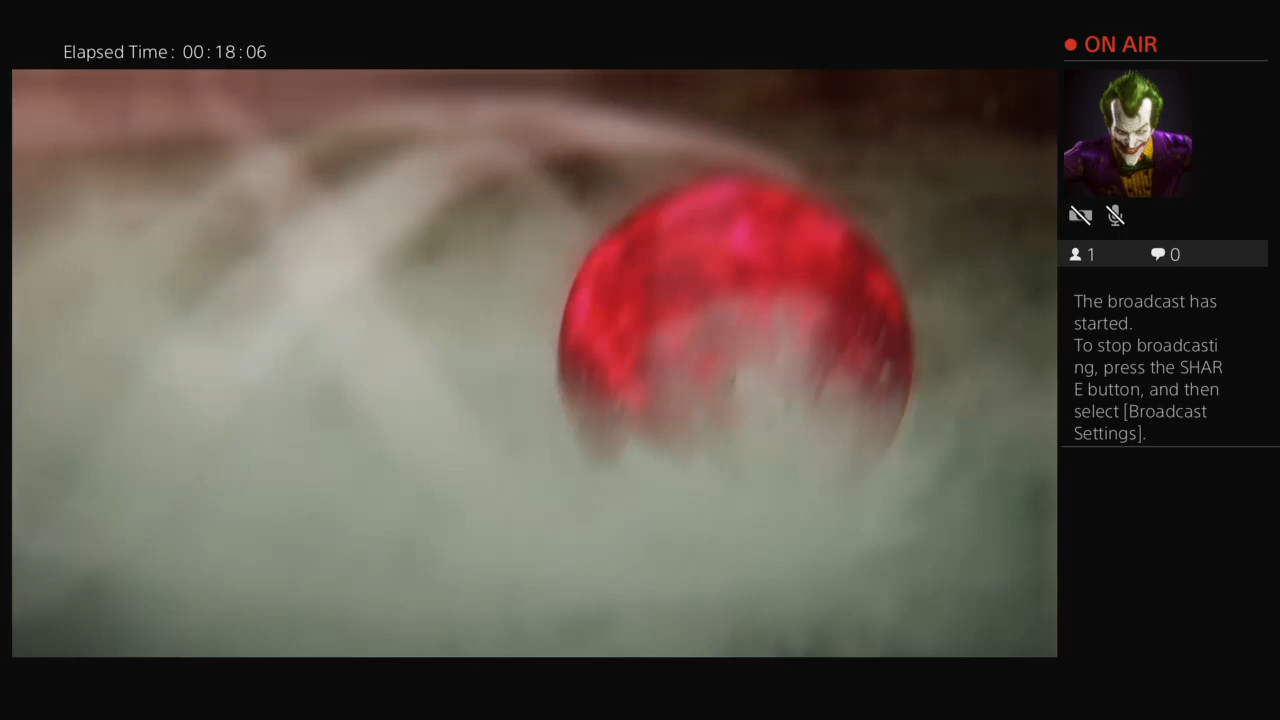 Elapsed Time: 00:18:06
ON AIR
1
0
The broadcast has
started.
To stop broadcasti
ng, press the SHAR
E button, and then
select [Broadcast
Settings].